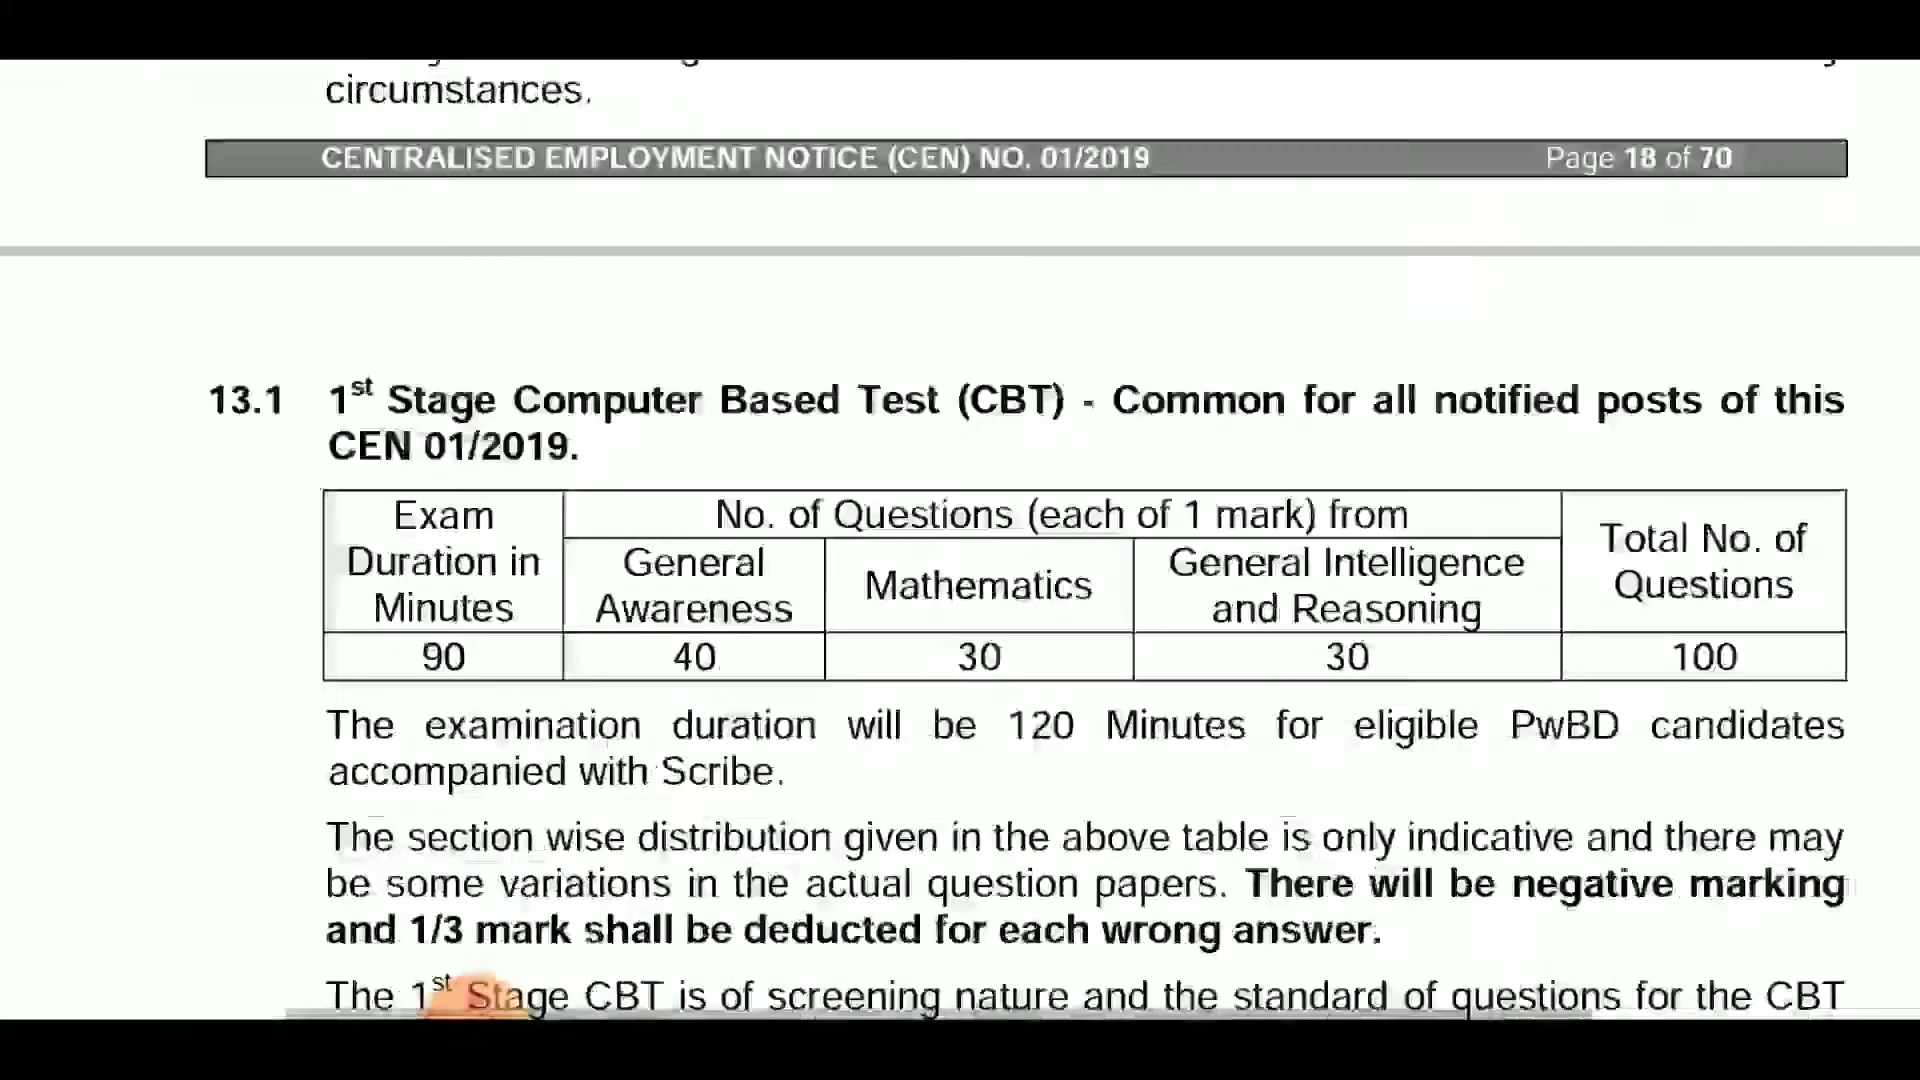 circumstances.
CENTRALISED EMPLOYMENT NOTICE (CEN) NO. 01/2019 Page 18 of 70
13.1 1st Stage Computer Based Test (CBT) - Common for all notified posts of this
CEN 01/2019.
Exam Duration in Minutes
No. of Questions (each of 1 mark) from
General Awareness
Mathematics
General Intelligence and Reasoning
Total No. of Questions
90 40 30 30 100
The examination duration will be 120 Minutes for eligible PwBD candidates
accompanied with Scribe.
The section wise distribution given in the above table is only indicative and there may
be some variations in the actual question papers. There will be negative marking
and 1/3 mark shall be deducted for each wrong answer.
The 1st Stage CBT is of screening nature and the standard of questions for the CBT